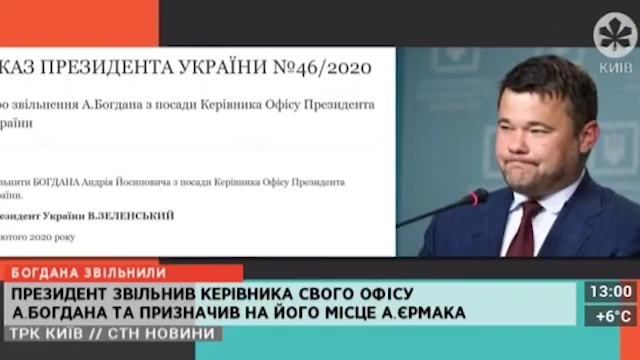 КАЗ ПРЕЗИДЕНТА УКРАЇНИ №46/2020
ро звільнення А.Богдана з посади Керівника Офісу Президента
країни
КИЇВ
льнити БОГДАНА Андрія Йосиповича з посади Керівника Офісу Президента
раїни.
резидент України В.ЗЕЛЕНСЬКИЙ
лютого 2020 року
БОГДАНА ЗВІЛЬНИЛИ
ПРЕЗИДЕНТ ЗВІЛЬНИВ КЕРІВНИКА СВОГО ОФІСУ
А.БОГДАНА ТА ПРИЗНАЧИВ НА ЙОГО МІСЦЕ А.ЄРМАКА
13:00
+6°C
ТРК КИЇВ // СТН НОВИНИ